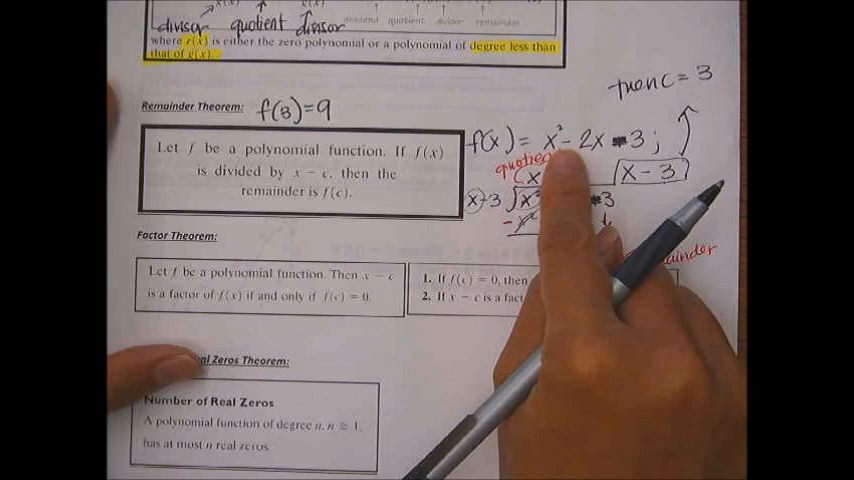 divisor quotient divisor
dividend quotient divisor remainder
where r(x) is either the zero polynomial or a polynomial of degree less than
that of g(x).
then c = 3
Remainder Theorem: f(3)=9
Let f be a polynomial function. If f(x)
is divided by x − c, then the
remainder is f(c).
f(x) = x² - 2x 3 ;
x - 3
x-3 x² 3
- x²
Factor Theorem:
Let f be a polynomial function. Then x − c
is a factor of f(x) if and only if f(c) = 0.
1. If f(c) = 0, then
2. If x − c is a
Zeros Theorem:
Number of Real Zeros
A polynomial function of degree n, n ≥ 1,
has at most n real zeros.